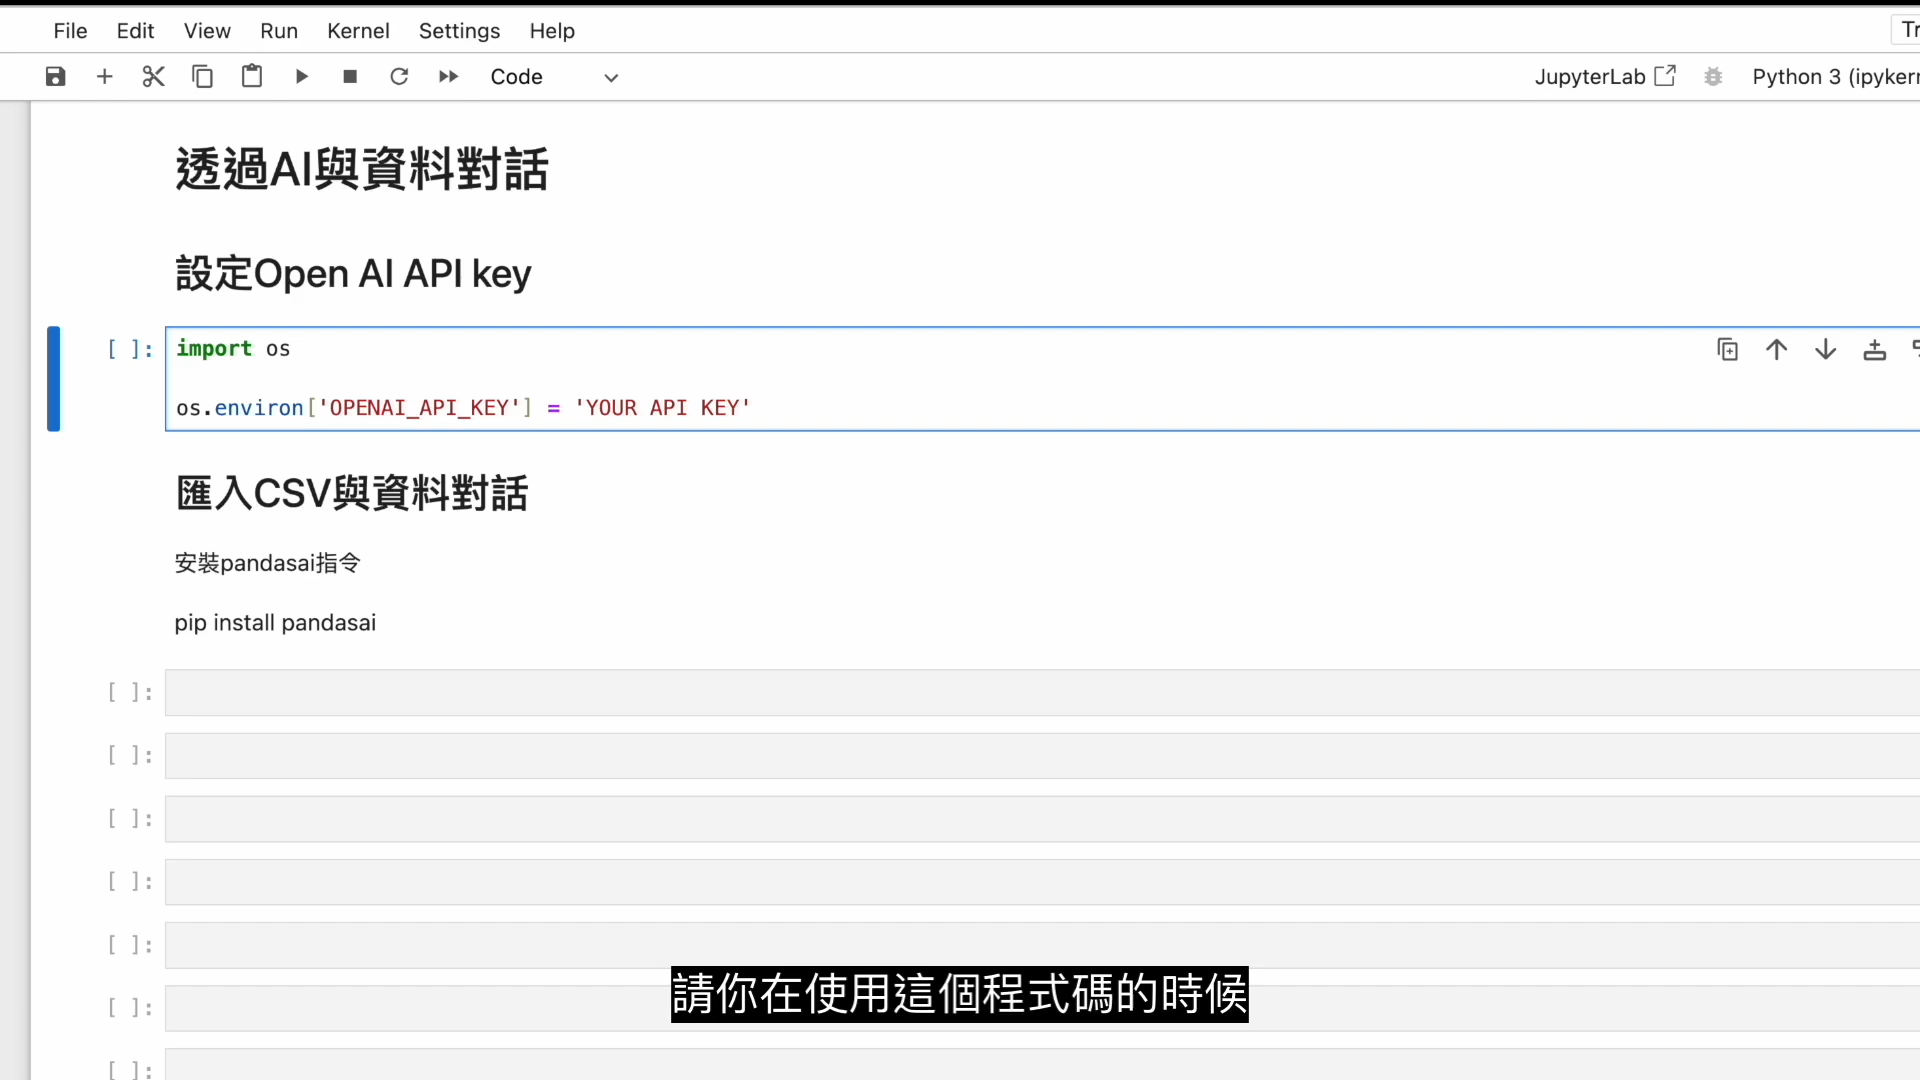 File Edit View Run Kernel Settings Help
Code JupyterLab Python 3
透過AI與資料對話
設定Open AI API key
[ ]: import os
os.environ['OPENAI_API_KEY'] = 'YOUR API KEY'
匯入CSV與資料對話
安裝pandasai指令
pip install pandasai
[ ]:
[ ]:
[ ]:
[ ]:
[ ]:
[ ]:
[ ]:
請你在使用這個程式碼的時候